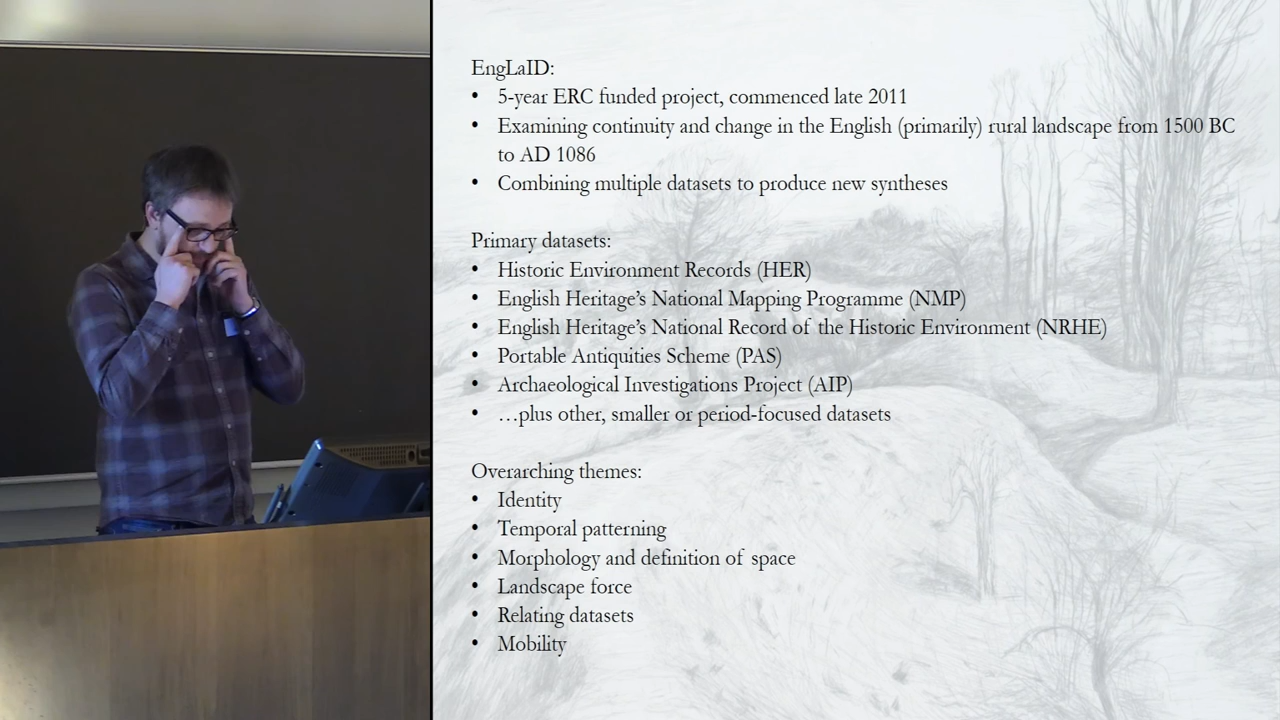 EngLaID:
• 5-year ERC funded project, commenced late 2011
• Examining continuity and change in the English (primarily) rural landscape from 1500 BC
to AD 1086
• Combining multiple datasets to produce new syntheses
Primary datasets:
• Historic Environment Records (HER)
• English Heritage’s National Mapping Programme (NMP)
• English Heritage’s National Record of the Historic Environment (NRHE)
• Portable Antiquities Scheme (PAS)
• Archaeological Investigations Project (AIP)
• …plus other, smaller or period-focused datasets
Overarching themes:
• Identity
• Temporal patterning
• Morphology and definition of space
• Landscape force
• Relating datasets
• Mobility